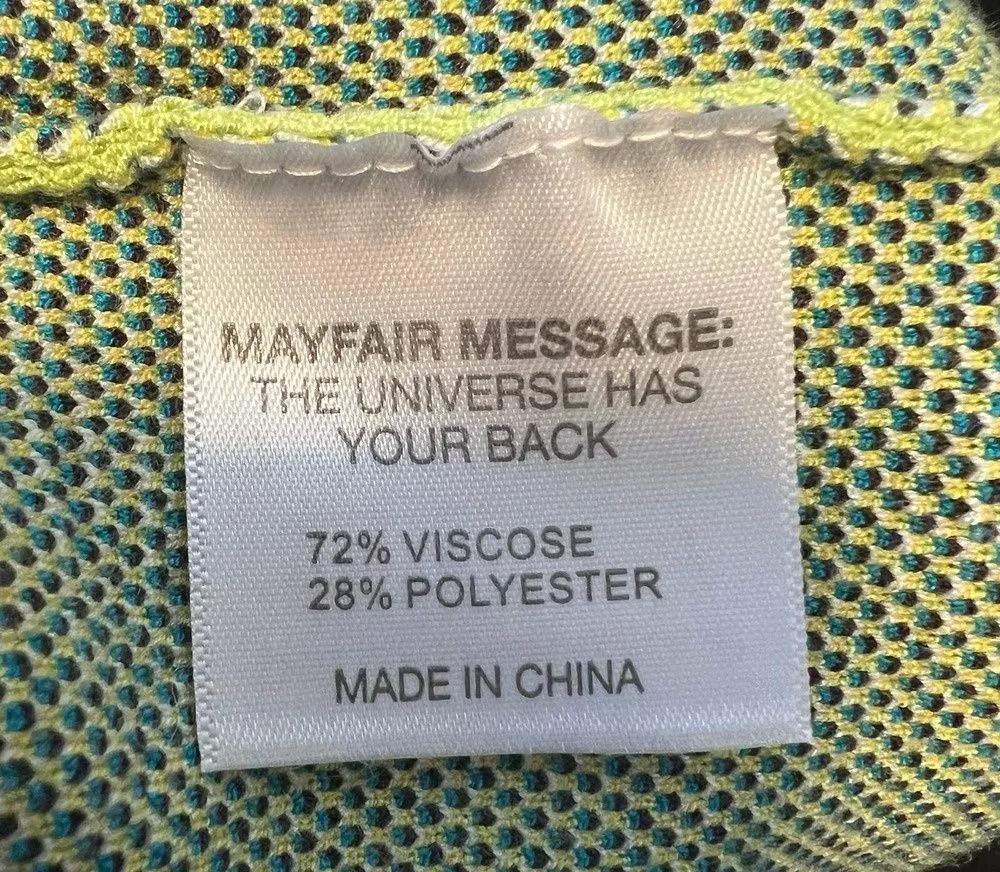 MAYFAIR MESSAGE:
THE UNIVERSE HAS
YOUR BACK
72% VISCOSE
28% POLYESTER
MADE IN CHINA